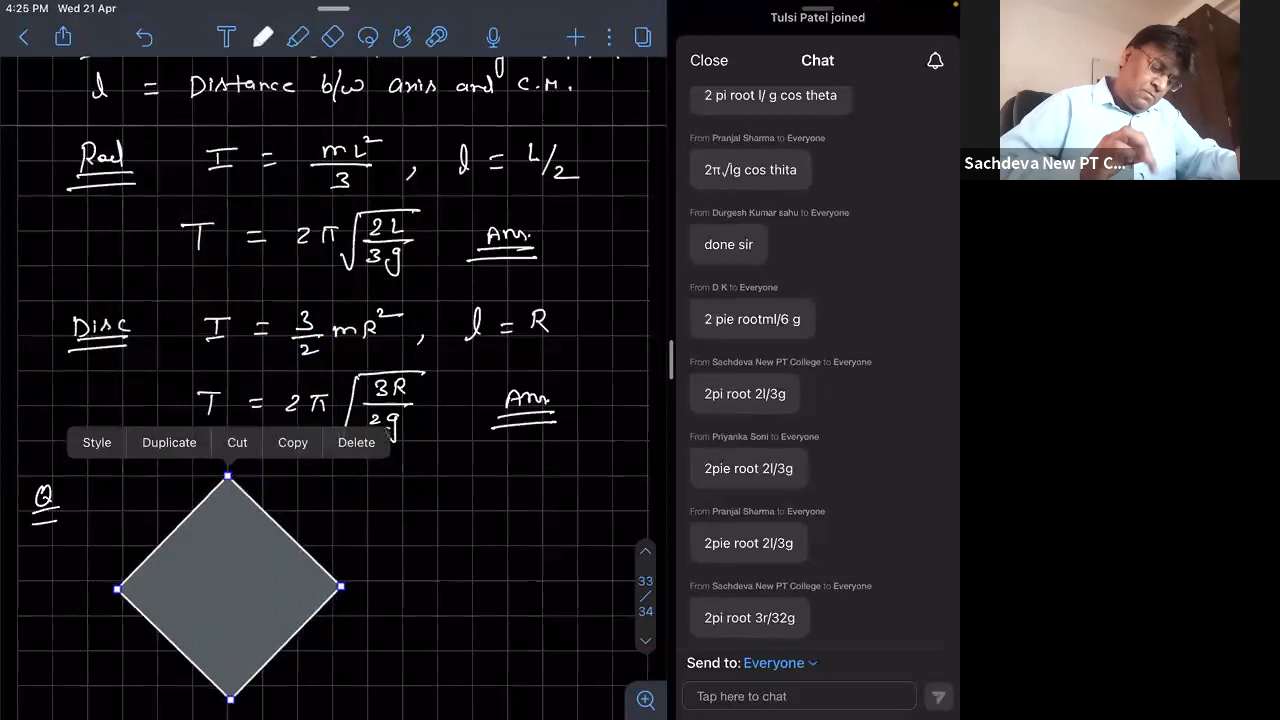 4:25 PM Wed 21 Apr
l = Distance b/w axis and C.M.
Rod I = mL²/3 , l = L/2
T = 2π√(2L/3g) Ans.
Disc I = 3/2 mR² , l = R
T = 2π√(3R/2g) Ans
Style Duplicate Cut Copy Delete
Q
33
/
34
Tulsi Patel joined
Close Chat
2 pi root l/ g cos theta
From Pranjal Sharma to Everyone
2π√lg cos thita
From Durgesh Kumar sahu to Everyone
done sir
From D K to Everyone
2 pie rootml/6 g
From Sachdeva New PT College to Everyone
2pi root 2l/3g
From Priyanka Soni to Everyone
2pie root 2l/3g
From Pranjal Sharma to Everyone
2pie root 2l/3g
From Sachdeva New PT College to Everyone
2pi root 3r/32g
Send to: Everyone
Tap here to chat
Sachdeva New PT C...